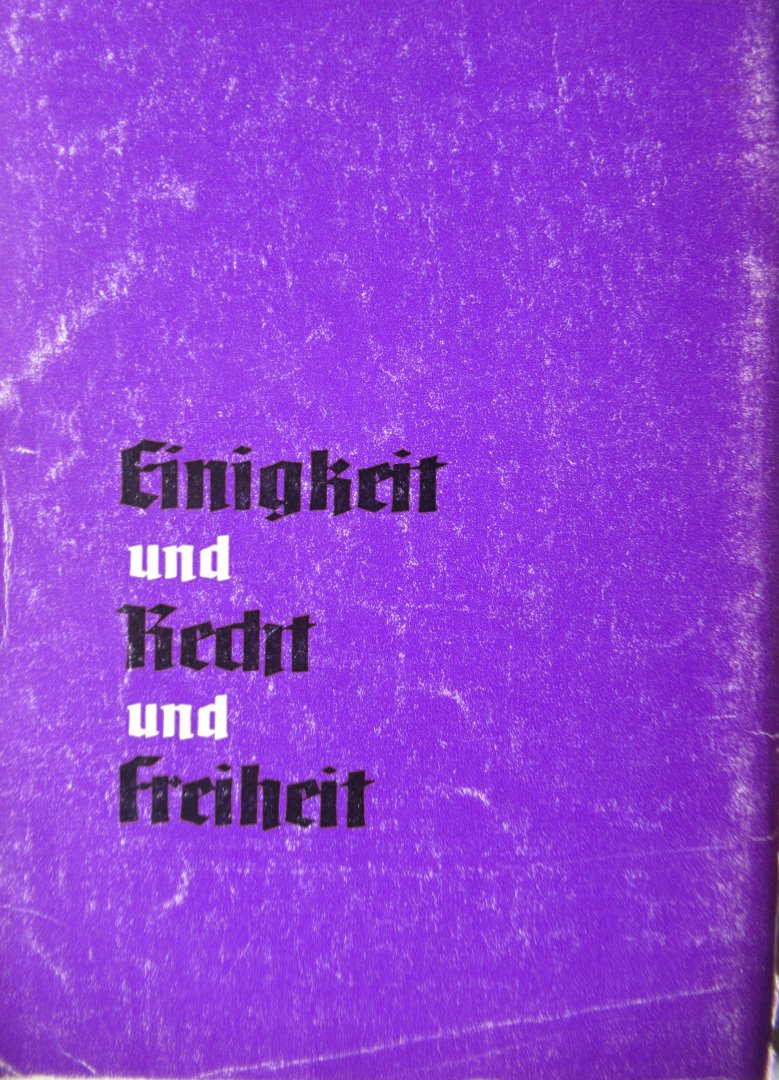 Einigkeit
und
Recht
und
Freiheit